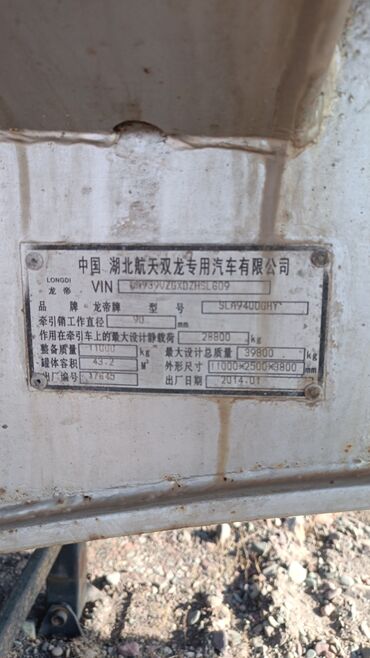 中国 湖北航天双龙专用汽车有限公司
LONGDI
龙帝
VIN
品 牌 龙帝牌 型 号 SLA9400GHY
牵引销工作直径 90 mm
作用在牵引车上的最大设计静载荷 28800 kg
整备质量 11000 kg 最大设计总质量 39800 kg
罐体容积 43.2 M³ 外形尺寸 11000×2500×3800 mm
出厂编号 出厂日期 2014.01